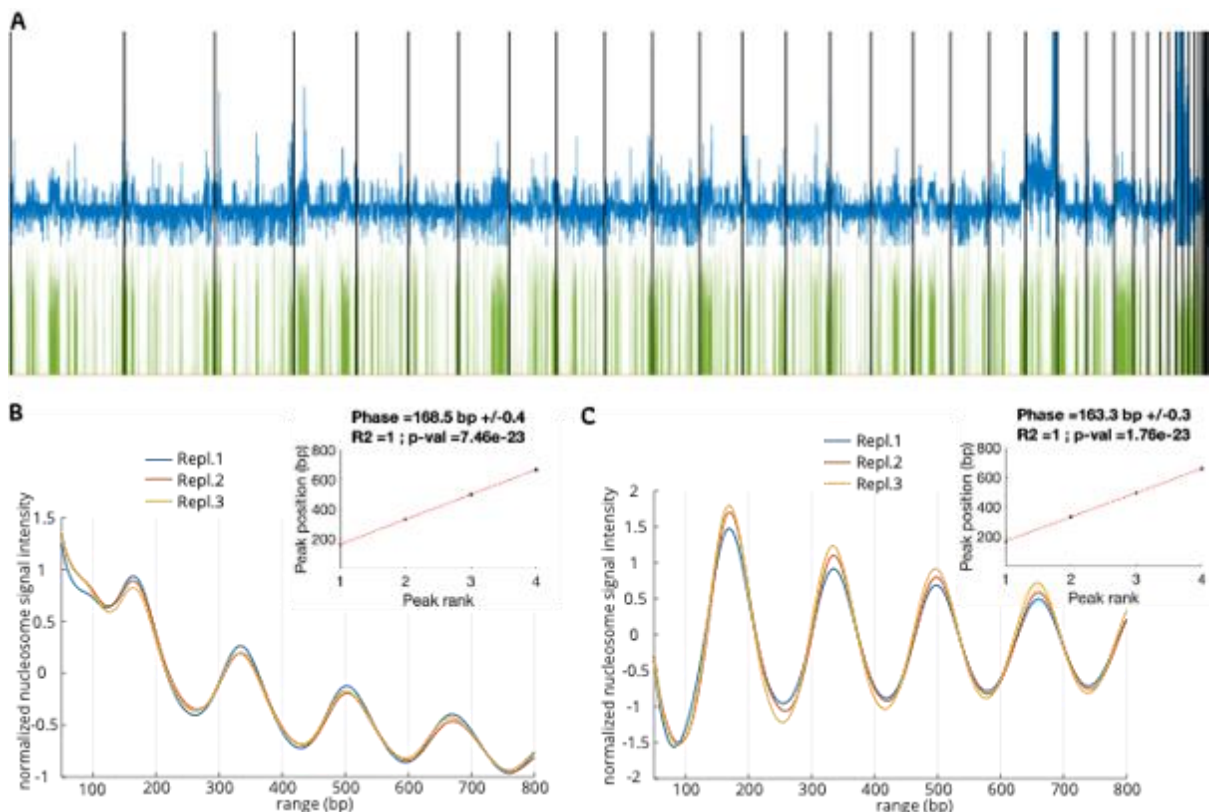 A
B
Phase =168.5 bp +/-0.4
R2 =1 ; p-val =7.46e-23
Repl.1
Repl.2
Repl.3
Peak position (bp)
800
600
400
200
1 2 3 4
Peak rank
normalized nucleosome signal intensity
1.5
1
0.5
0
-0.5
-1
100 200 300 400 500 600 700 800
range (bp)
C
Phase =163.3 bp +/-0.3
R2 =1 ; p-val =1.76e-23
Repl.1
Repl.2
Repl.3
Peak position (bp)
800
600
400
200
1 2 3 4
Peak rank
normalized nucleosome signal intensity
2
1.5
1
0.5
0
-0.5
-1
-1.5
-2
100 200 300 400 500 600 700 800
range (bp)